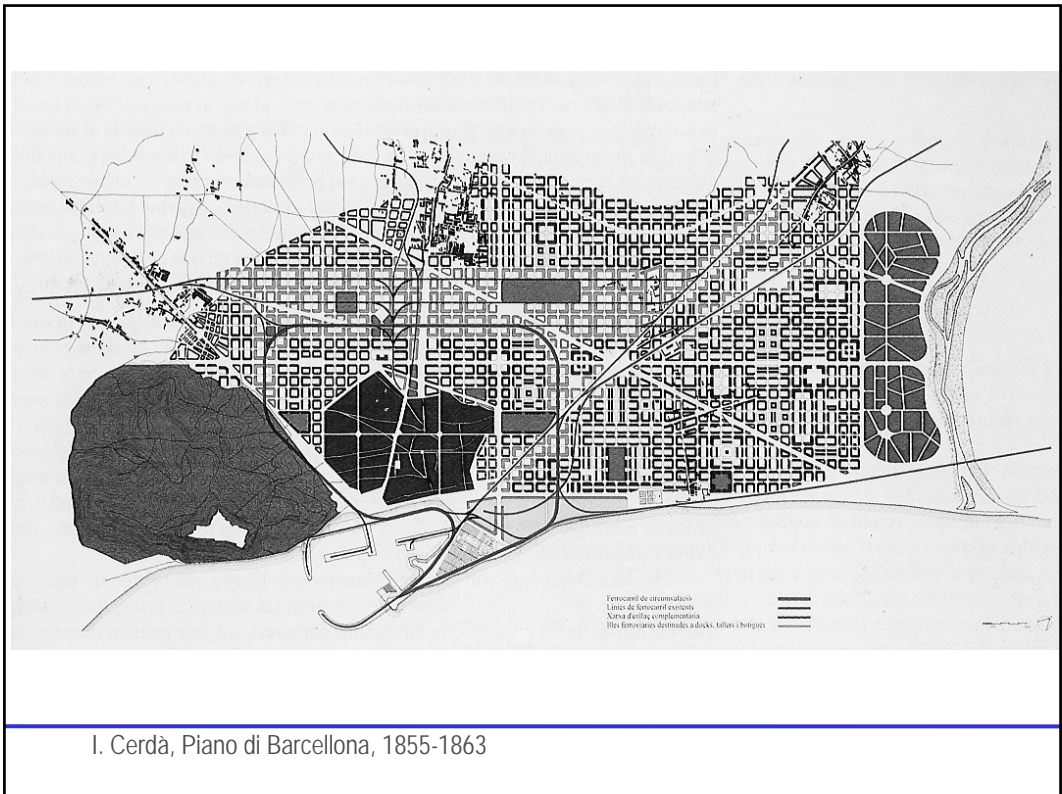 Ferrocarril de circumval·lació
Línies de ferrocarril existents
Xarxa d'enllaç complementària
Illes ferroviàries destinades a docks, tallers i botigues
I. Cerdà, Piano di Barcellona, 1855-1863